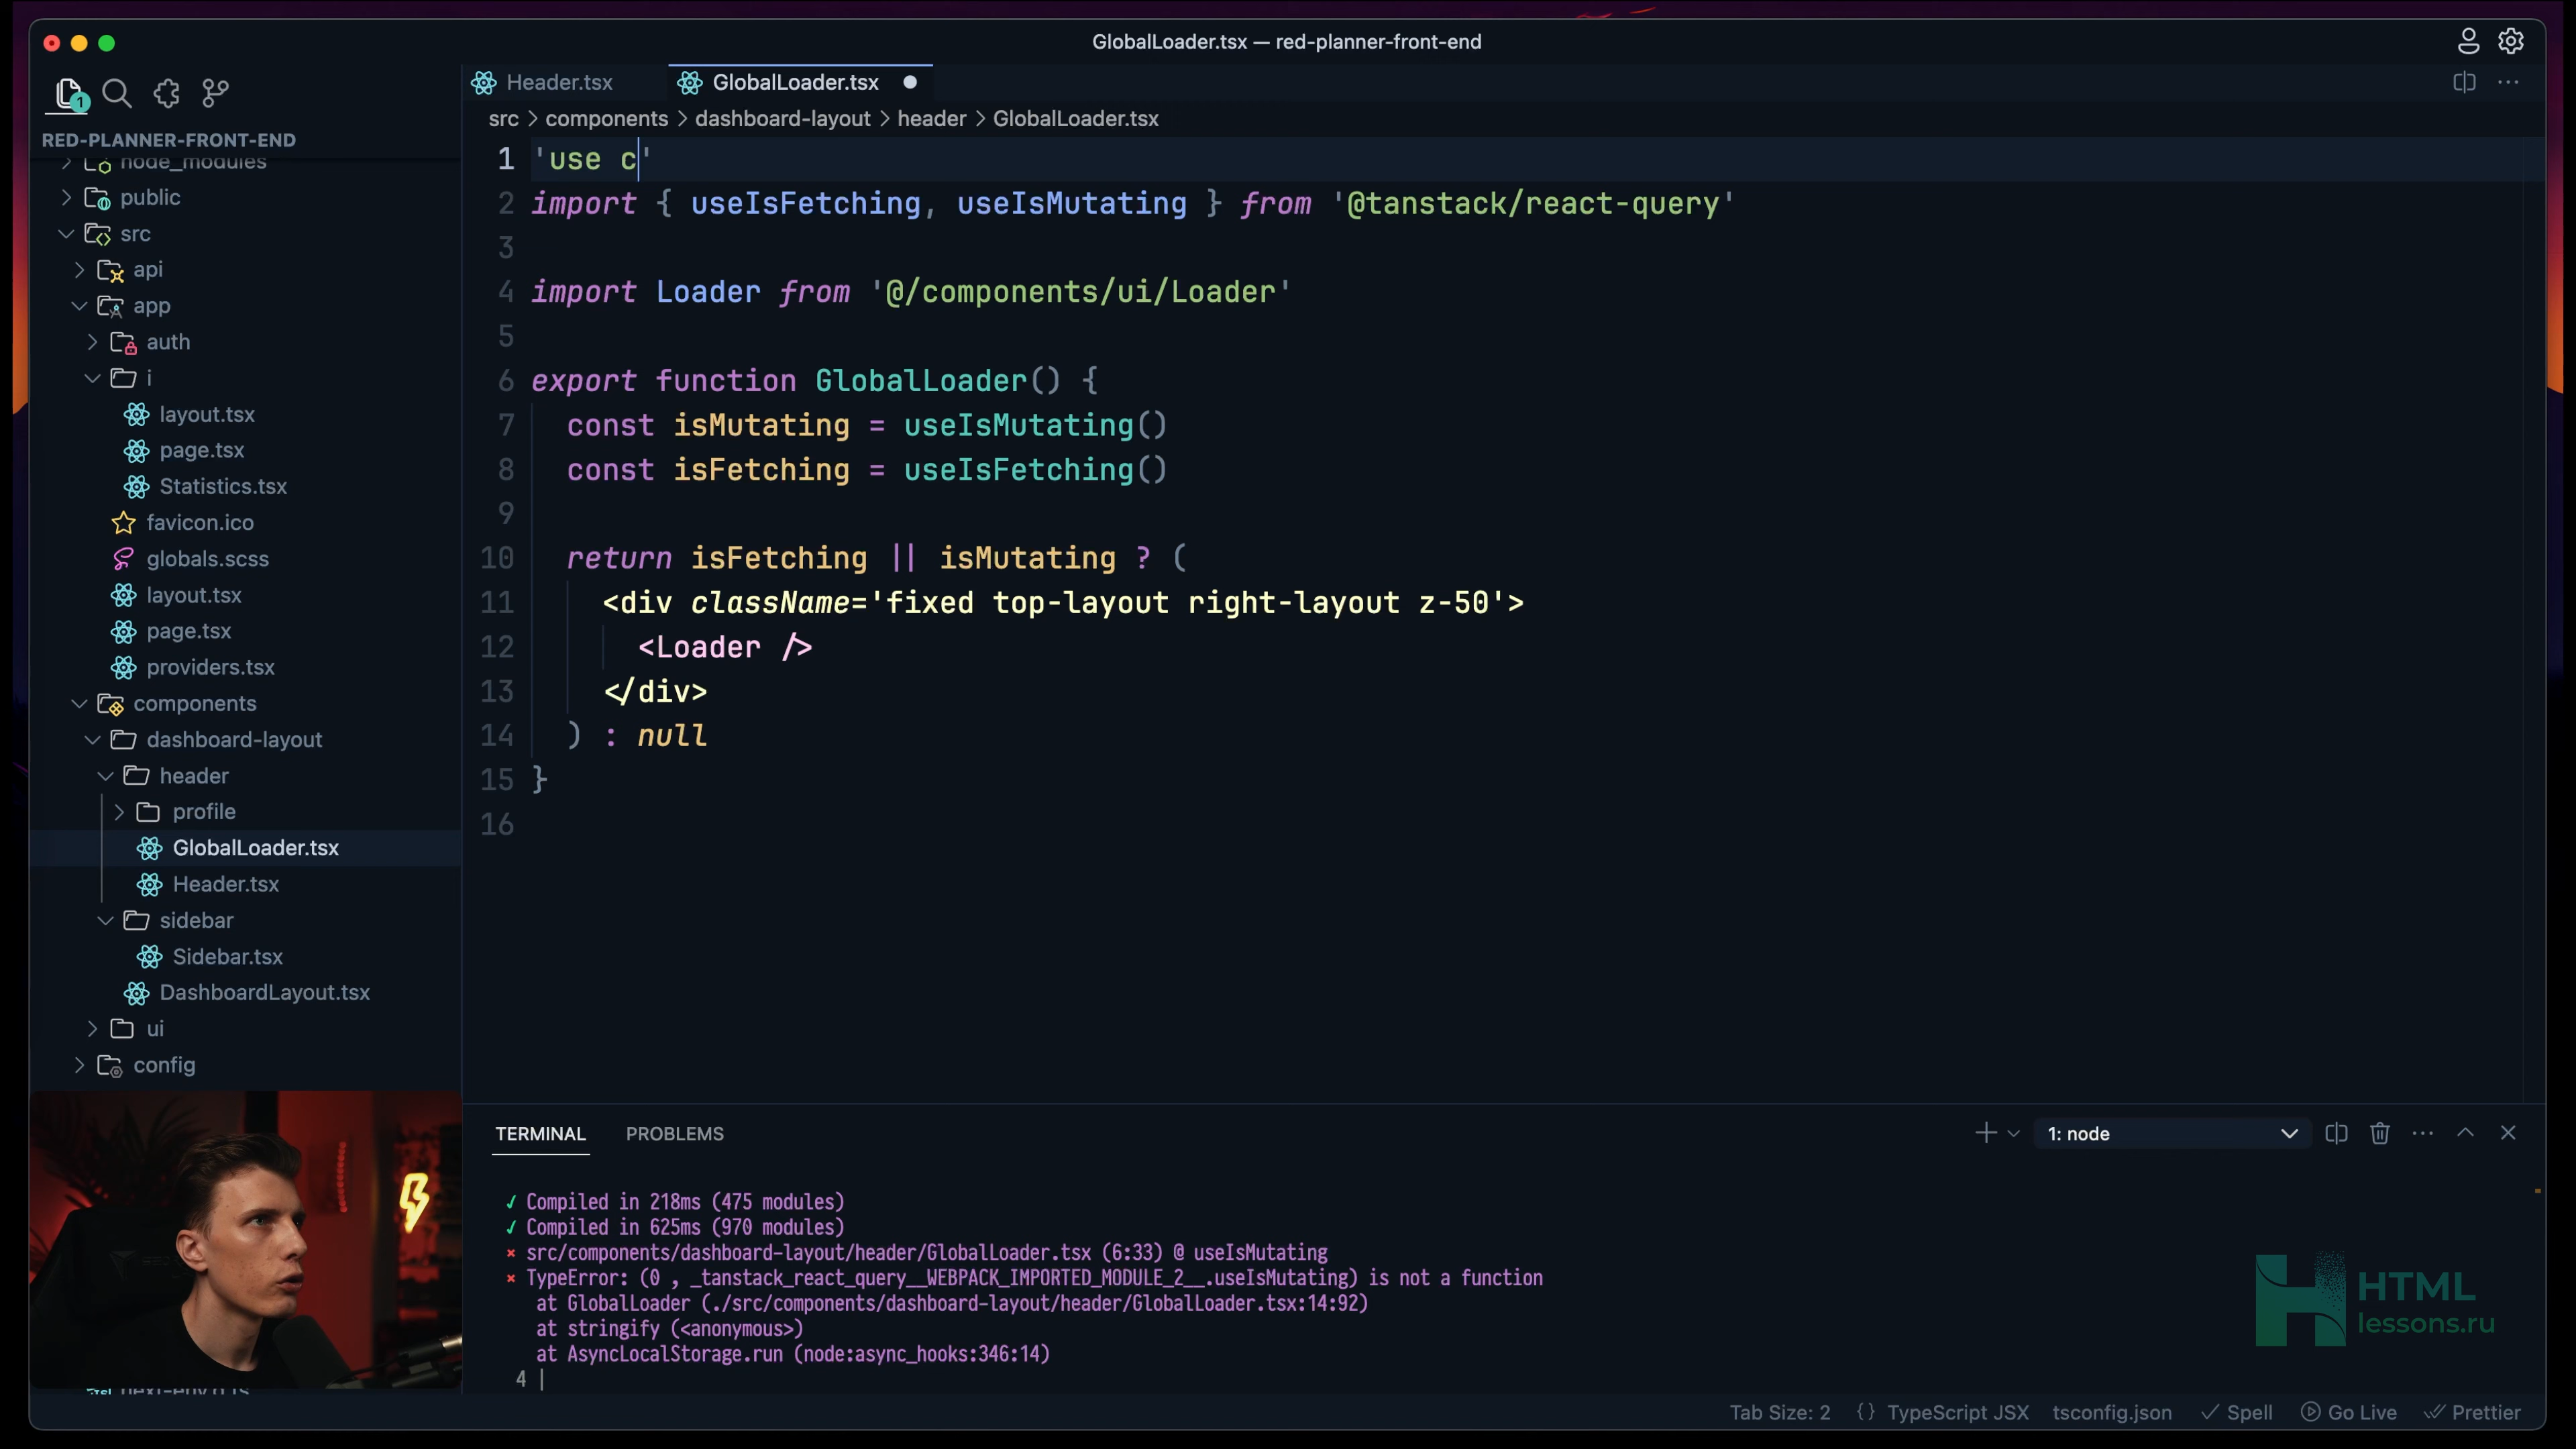 GlobalLoader.tsx — red-planner-front-end
1
Header.tsx
GlobalLoader.tsx
RED-PLANNER-FRONT-END
src > components > dashboard-layout > header > GlobalLoader.tsx
node_modules
public
src
api
app
auth
i
layout.tsx
page.tsx
Statistics.tsx
favicon.ico
globals.scss
layout.tsx
page.tsx
providers.tsx
components
dashboard-layout
header
profile
GlobalLoader.tsx
Header.tsx
sidebar
Sidebar.tsx
DashboardLayout.tsx
ui
config
1 'use c'
2 import { useIsFetching, useIsMutating } from '@tanstack/react-query'
3
4 import Loader from '@/components/ui/Loader'
5
6 export function GlobalLoader() {
7 const isMutating = useIsMutating()
8 const isFetching = useIsFetching()
9
10 return isFetching || isMutating ? (
11 <div className='fixed top-layout right-layout z-50'>
12 <Loader />
13 </div>
14 ) : null
15 }
16
TERMINAL PROBLEMS
1: node
✓ Compiled in 218ms (475 modules)
✓ Compiled in 625ms (970 modules)
× src/components/dashboard-layout/header/GlobalLoader.tsx (6:33) @ useIsMutating
× TypeError: (0 , _tanstack_react_query__WEBPACK_IMPORTED_MODULE_2__.useIsMutating) is not a function
at GlobalLoader (./src/components/dashboard-layout/header/GlobalLoader.tsx:14:92)
at stringify (<anonymous>)
at AsyncLocalStorage.run (node:async_hooks:346:14)
4 |
HTML
lessons.ru
Tab Size: 2 {} TypeScript JSX tsconfig.json ✓ Spell Go Live Prettier